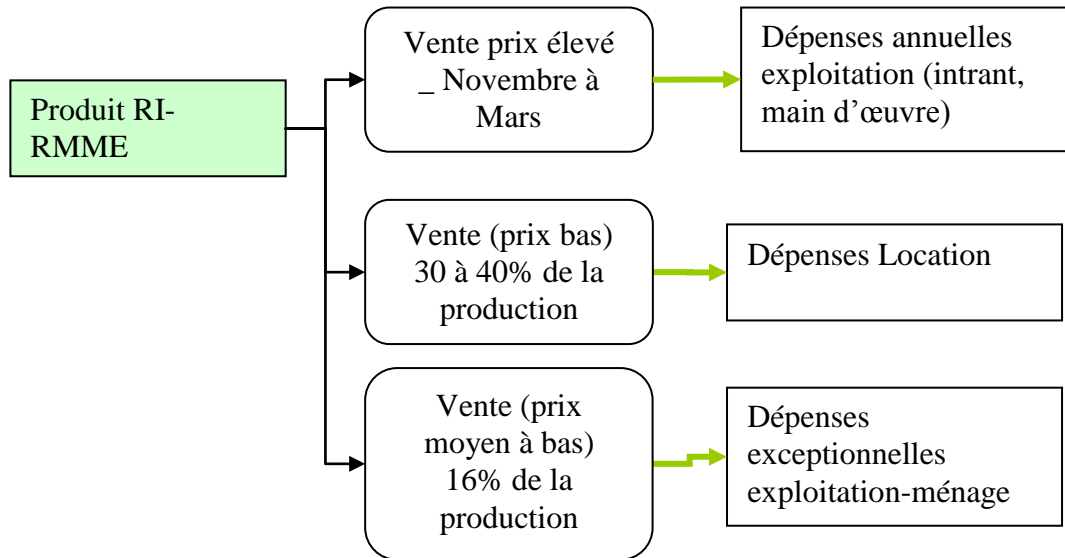 Produit RI-
RMME
Vente prix élevé
_ Novembre à
Mars
Dépenses annuelles
exploitation (intrant,
main d’œuvre)
Vente (prix bas)
30 à 40% de la
production
Dépenses Location
Vente (prix
moyen à bas)
16% de la
production
Dépenses
exceptionnelles
exploitation-ménage